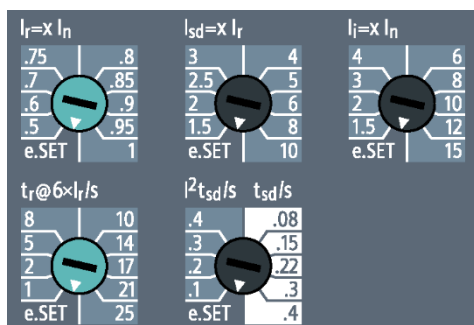 Ir=x In
.75 .8
.7 .85
.6 .9
.5 .95
e.SET 1
Isd=x Ir
3 4
2.5 5
2 6
1.5 8
e.SET 10
Ii=x In
4 6
3 8
2 10
1.5 12
e.SET 15
tr@6×Ir/s
8 10
5 14
2 17
1 21
e.SET 25
I²tsd/s tsd/s
.4 .08
.3 .15
.2 .22
.1 .3
e.SET .4